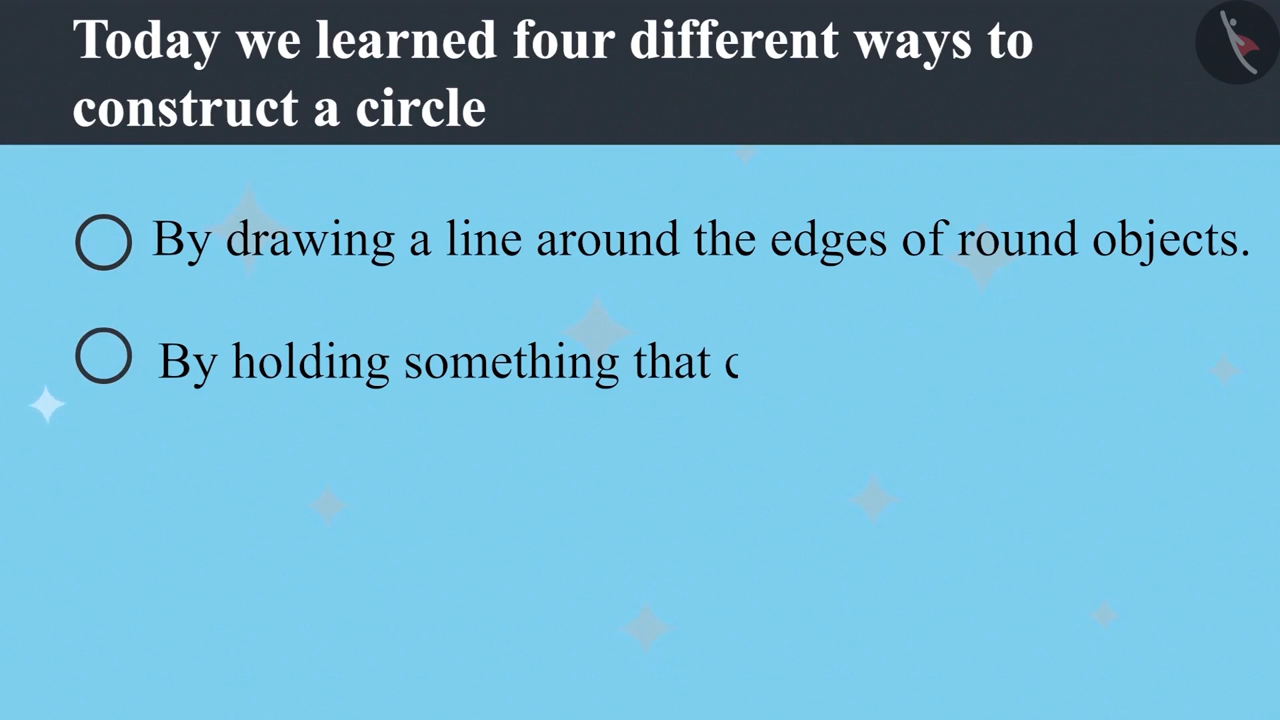 Today we learned four different ways to
construct a circle
By drawing a line around the edges of round objects.
By holding something that